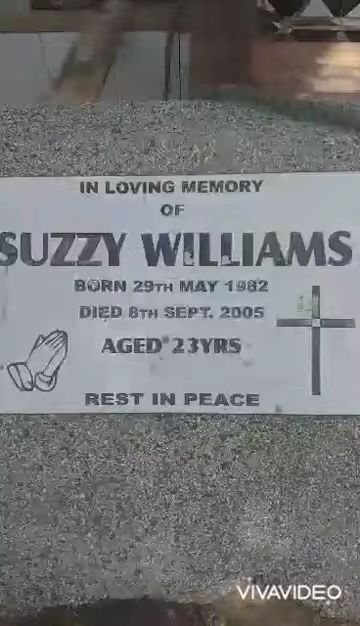 IN LOVING MEMORY
OF
SUZZY WILLIAMS
BORN 29TH MAY 1982
DIED 8TH SEPT. 2005
AGED 23YRS
REST IN PEACE
VIVAVIDEO